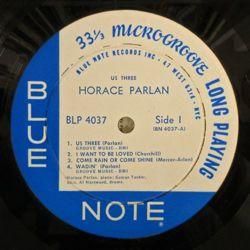 33⅓ MICROGROOVE LONG PLAYING
BLUE NOTE RECORDS INC • 47 WEST 63rd • NYC
US THREE
HORACE PARLAN
BLP 4037 Side 1
(BN 4037-A)
1. US THREE (Parlan)
GROOVE MUSIC - BMI
2. I WANT TO BE LOVED (Churchill)
3. COME RAIN OR COME SHINE (Mercer-Arlen)
4. WADIN' (Parlan)
GROOVE MUSIC - BMI
Horace Parlan, piano; George Tucker,
bass; Al Harewood, drums.
BLUE
NOTE